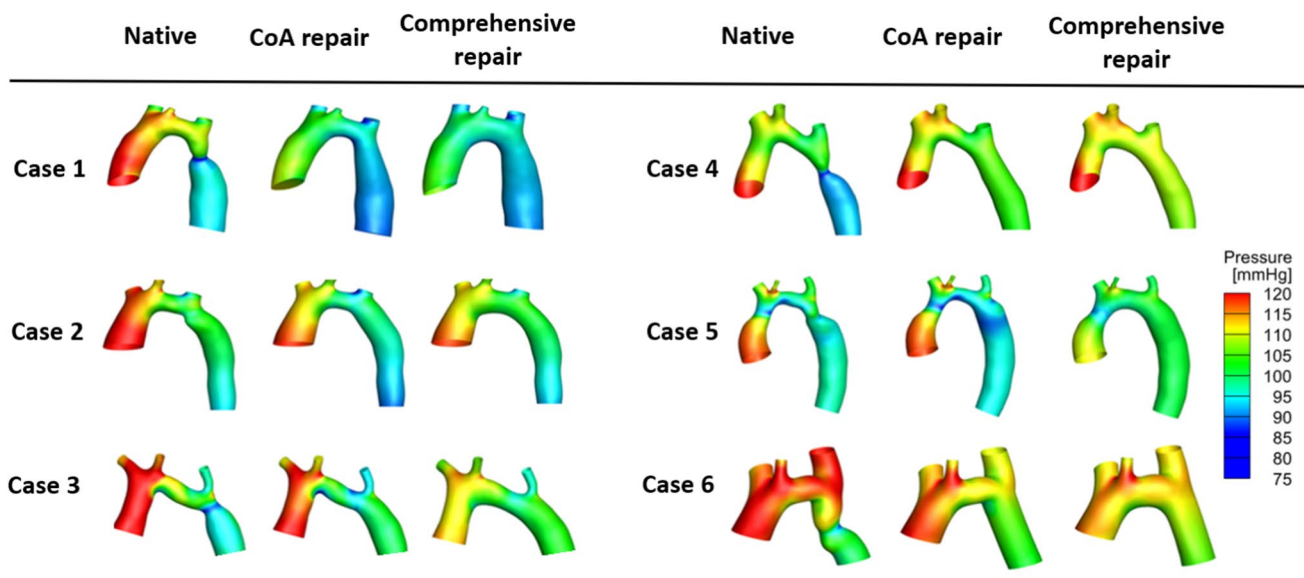 Native CoA repair Comprehensive repair Native CoA repair Comprehensive repair
Case 1 Case 4
Case 2 Case 5
Case 3 Case 6
Pressure
[mmHg]
120
115
110
105
100
95
90
85
80
75